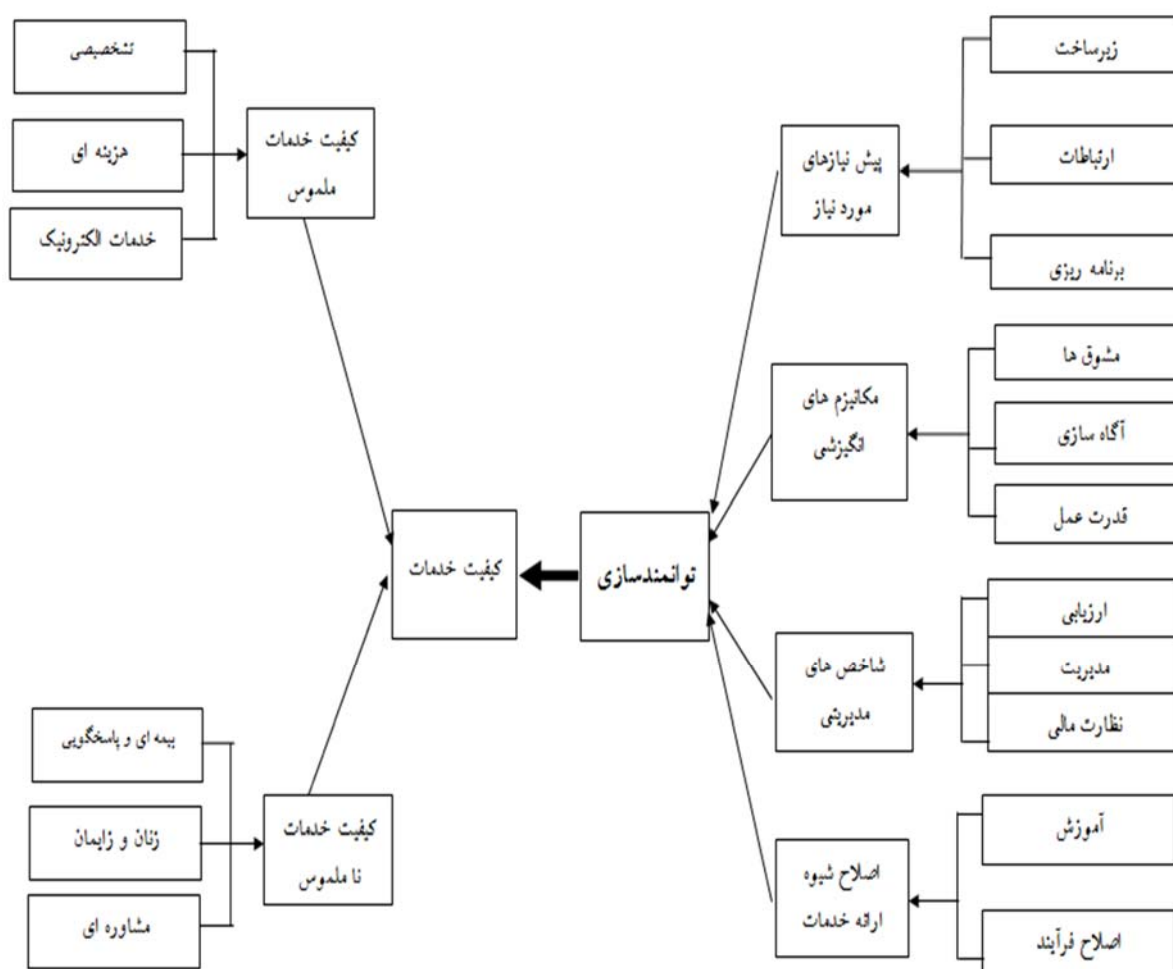 زیرساخت
ارتباطات
برنامه ریزی
پیش نیازهای
مورد نیاز
مشوق ها
آگاه سازی
قدرت عمل
مکانیزم های
انگیزشی
ارزیابی
مدیریت
نظارت مالی
شاخص های
مدیریتی
آموزش
اصلاح فرآیند
اصلاح شیوه
ارائه خدمات
توانمندسازی
کیفیت خدمات
تشخیصی
هزینه ای
خدمات الکترونیک
کیفیت خدمات
ملموس
بیمه ای و پاسخگویی
زنان و زایمان
مشاوره ای
کیفیت خدمات
نا ملموس